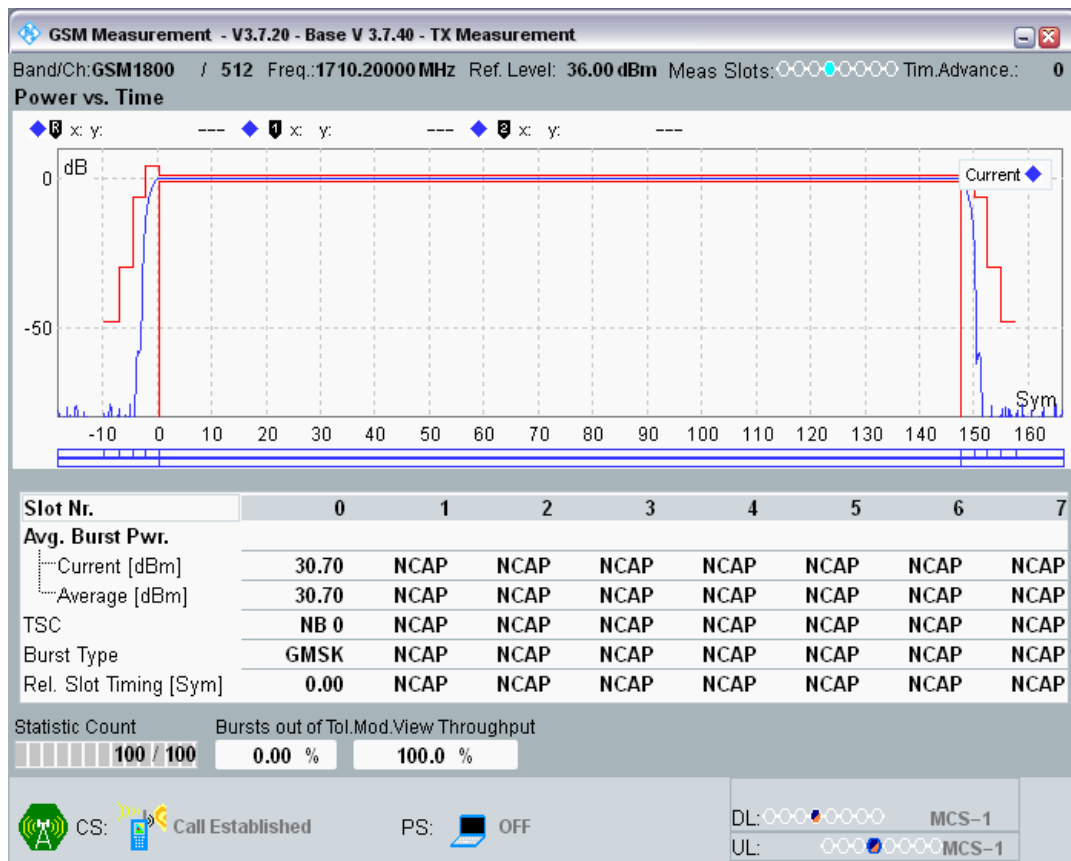 GSM Measurement - V3.7.20 - Base V 3.7.40 - TX Measurement
Band/Ch:GSM1800 / 512 Freq.:1710.20000 MHz Ref. Level: 36.00 dBm Meas Slots: Tim.Advance.: 0
Power vs. Time
R x: y: --- 1 x: y: --- 2 x: y: ---
dB
Current
0
-50
Sym
-10 0 10 20 30 40 50 60 70 80 90 100 110 120 130 140 150 160
Slot Nr. 0 1 2 3 4 5 6 7
Avg. Burst Pwr.
Current [dBm] 30.70 NCAP NCAP NCAP NCAP NCAP NCAP NCAP
Average [dBm] 30.70 NCAP NCAP NCAP NCAP NCAP NCAP NCAP
TSC NB 0 NCAP NCAP NCAP NCAP NCAP NCAP NCAP
Burst Type GMSK NCAP NCAP NCAP NCAP NCAP NCAP NCAP
Rel. Slot Timing [Sym] 0.00 NCAP NCAP NCAP NCAP NCAP NCAP NCAP
Statistic Count Bursts out of Tol.Mod.View Throughput
100 / 100 0.00 % 100.0 %
CS: Call Established PS: OFF
DL: MCS-1
UL: MCS-1